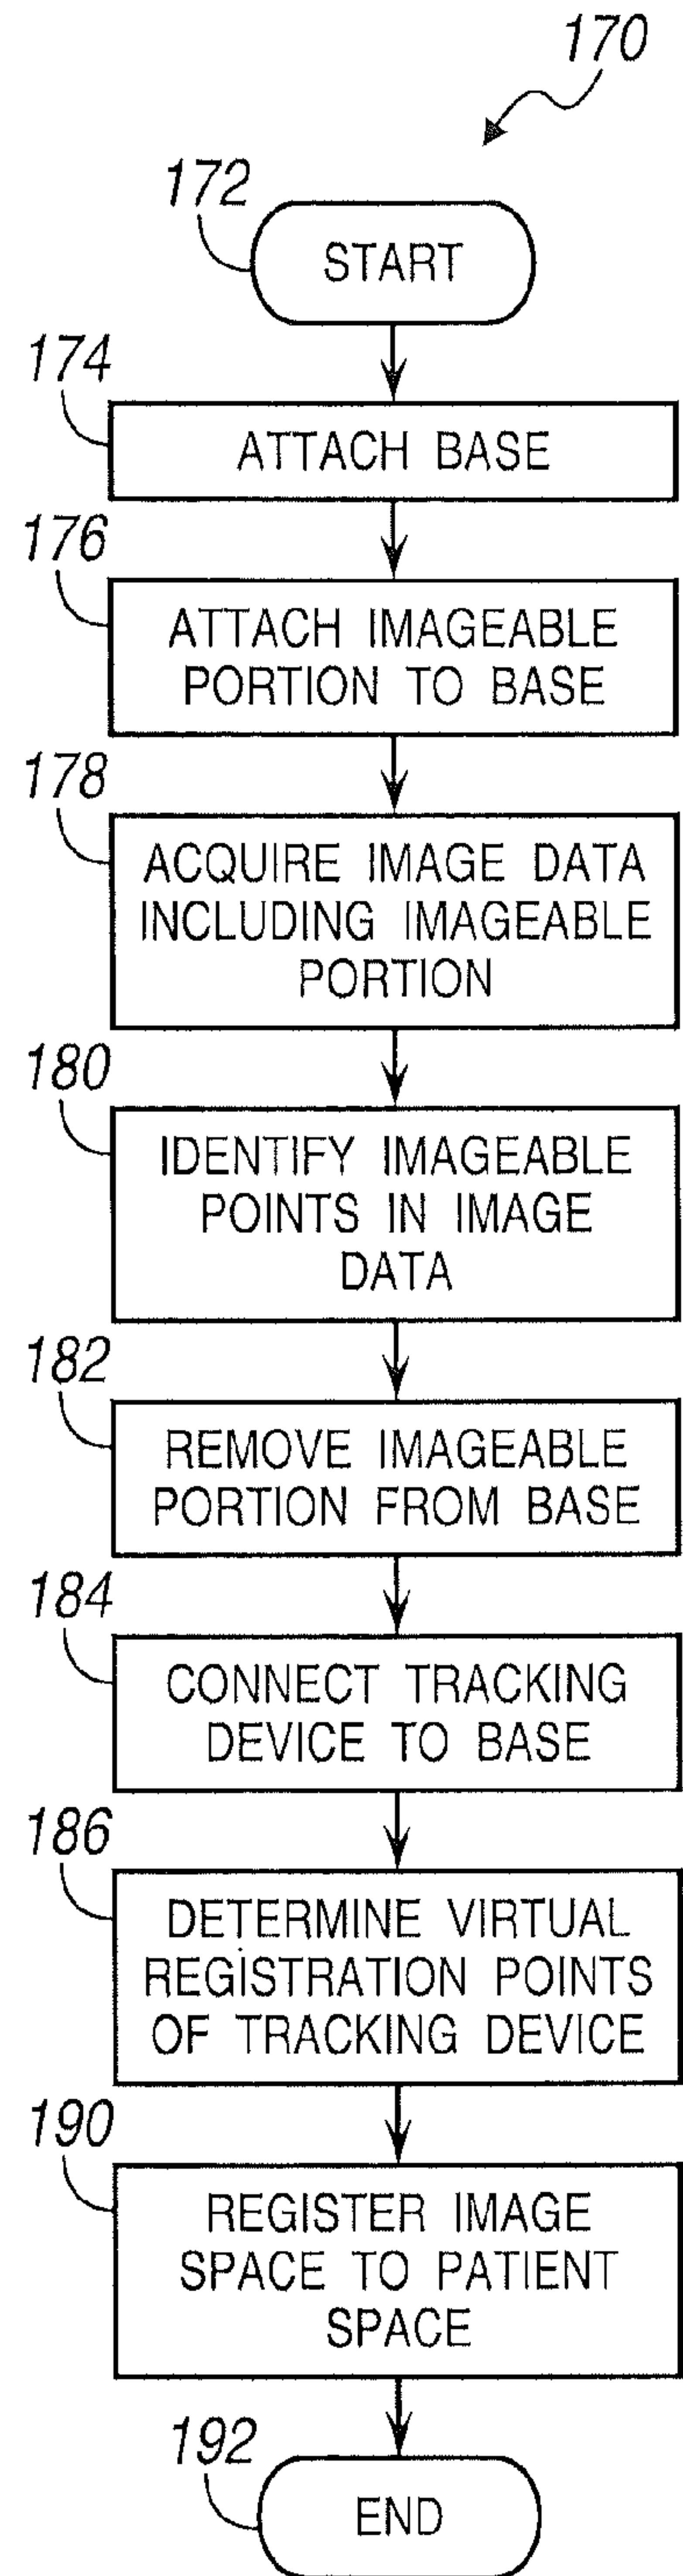 170
172
START
174
ATTACH BASE
176
ATTACH IMAGEABLE
PORTION TO BASE
178
ACQUIRE IMAGE DATA
INCLUDING IMAGEABLE
PORTION
180
IDENTIFY IMAGEABLE
POINTS IN IMAGE
DATA
182
REMOVE IMAGEABLE
PORTION FROM BASE
184
CONNECT TRACKING
DEVICE TO BASE
186
DETERMINE VIRTUAL
REGISTRATION POINTS
OF TRACKING DEVICE
190
REGISTER IMAGE
SPACE TO PATIENT
SPACE
192
END